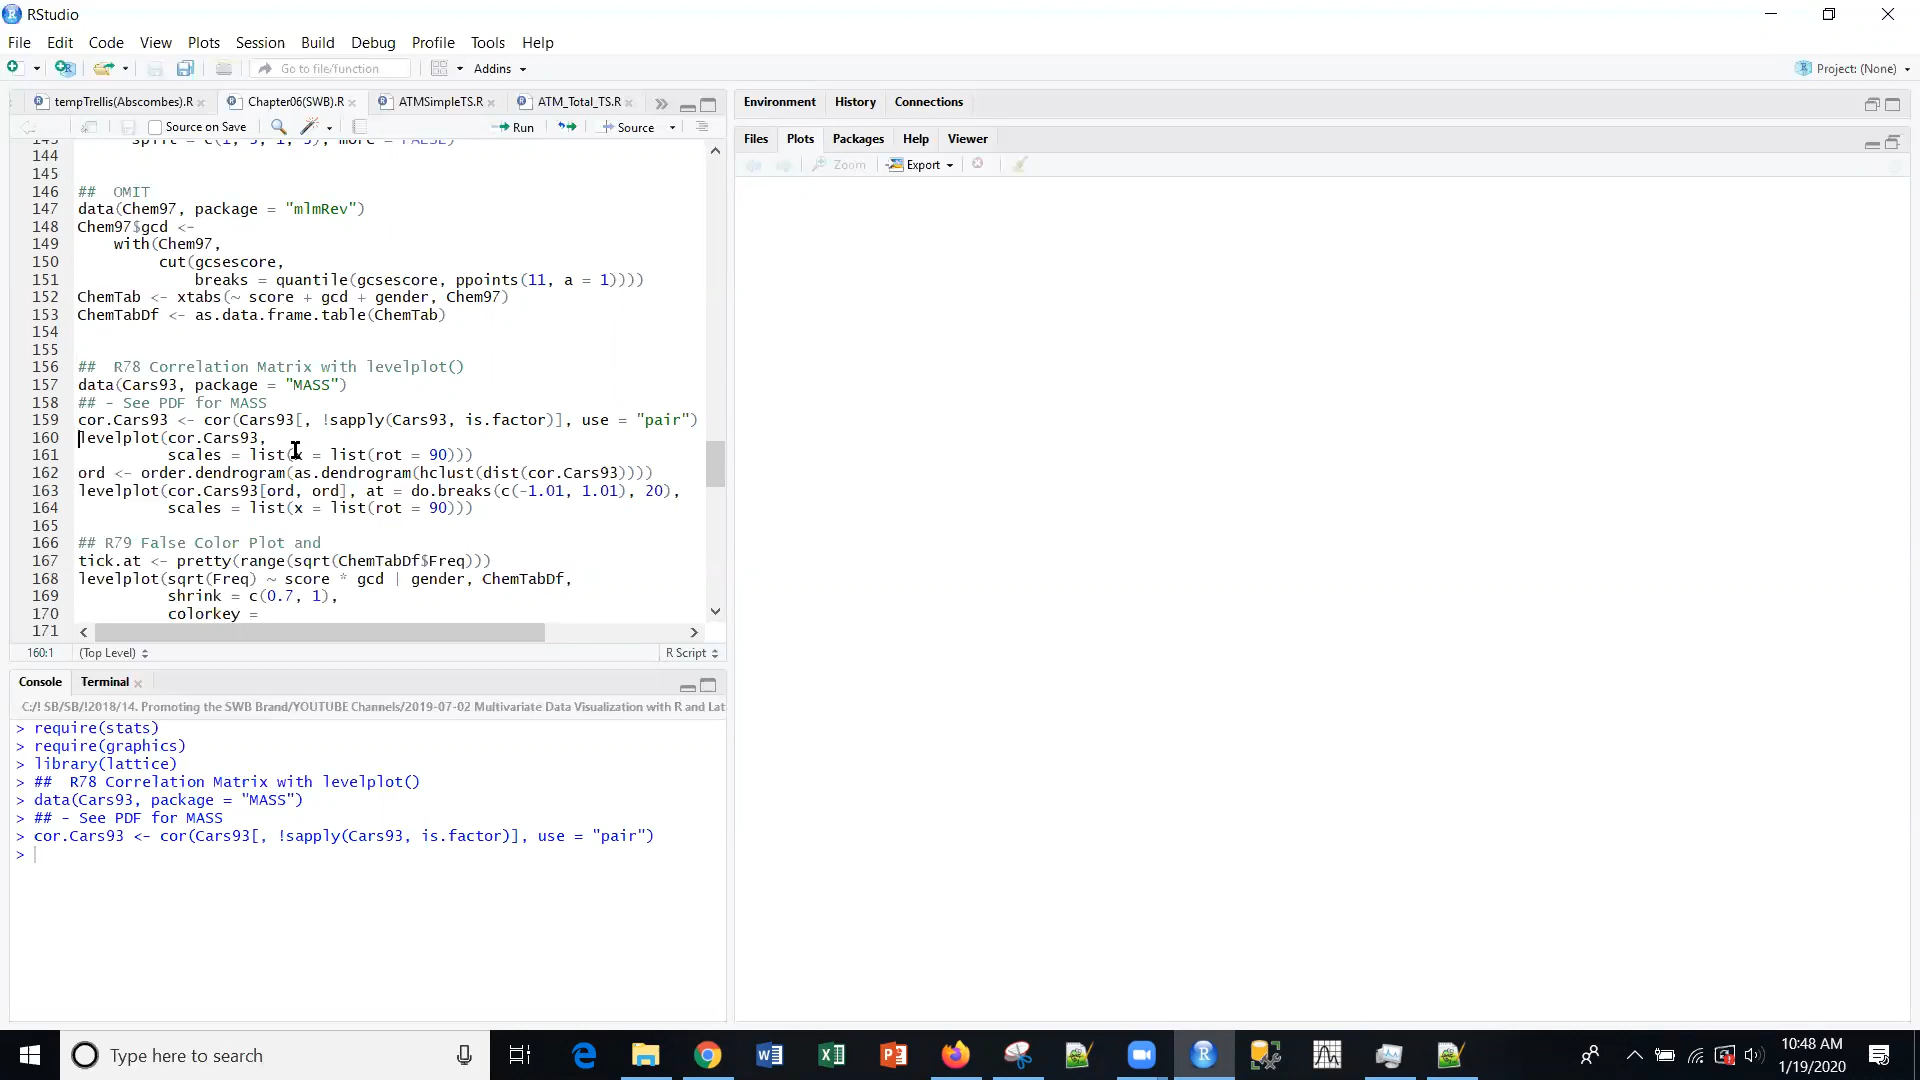 RStudio
File Edit Code View Plots Session Build Debug Profile Tools Help
Go to file/function Addins Project: (None)
tempTrellis(Abscombes).R Chapter06(SWB).R ATMSimpleTS.R ATM_Total_TS.R
Source on Save Run Source
143 split = c(1, 3, 1, 3), more = FALSE)
144
145
146 ##  OMIT
147 data(Chem97, package = "mlmRev")
148 Chem97$gcd <-
149     with(Chem97,
150          cut(gcsescore,
151              breaks = quantile(gcsescore, ppoints(11, a = 1))))
152 ChemTab <- xtabs(~ score + gcd + gender, Chem97)
153 ChemTabDf <- as.data.frame.table(ChemTab)
154
155
156 ##  R78 Correlation Matrix with levelplot()
157 data(Cars93, package = "MASS")
158 ## - See PDF for MASS
159 cor.Cars93 <- cor(Cars93[, !sapply(Cars93, is.factor)], use = "pair")
160 levelplot(cor.Cars93,
161           scales = list(x = list(rot = 90)))
162 ord <- order.dendrogram(as.dendrogram(hclust(dist(cor.Cars93))))
163 levelplot(cor.Cars93[ord, ord], at = do.breaks(c(-1.01, 1.01), 20),
164           scales = list(x = list(rot = 90)))
165
166 ## R79 False Color Plot and
167 tick.at <- pretty(range(sqrt(ChemTabDf$Freq)))
168 levelplot(sqrt(Freq) ~ score * gcd | gender, ChemTabDf,
169           shrink = c(0.7, 1),
170           colorkey =
171
160:1 (Top Level) R Script
Console Terminal
C:/! SB/SB/!2018/14. Promoting the SWB Brand/YOUTUBE Channels/2019-07-02 Multivariate Data Visualization with R and Lat
> require(stats)
> require(graphics)
> library(lattice)
> ##  R78 Correlation Matrix with levelplot()
> data(Cars93, package = "MASS")
> ## - See PDF for MASS
> cor.Cars93 <- cor(Cars93[, !sapply(Cars93, is.factor)], use = "pair")
>
Environment History Connections
Files Plots Packages Help Viewer
Zoom Export
Type here to search
10:48 AM
1/19/2020